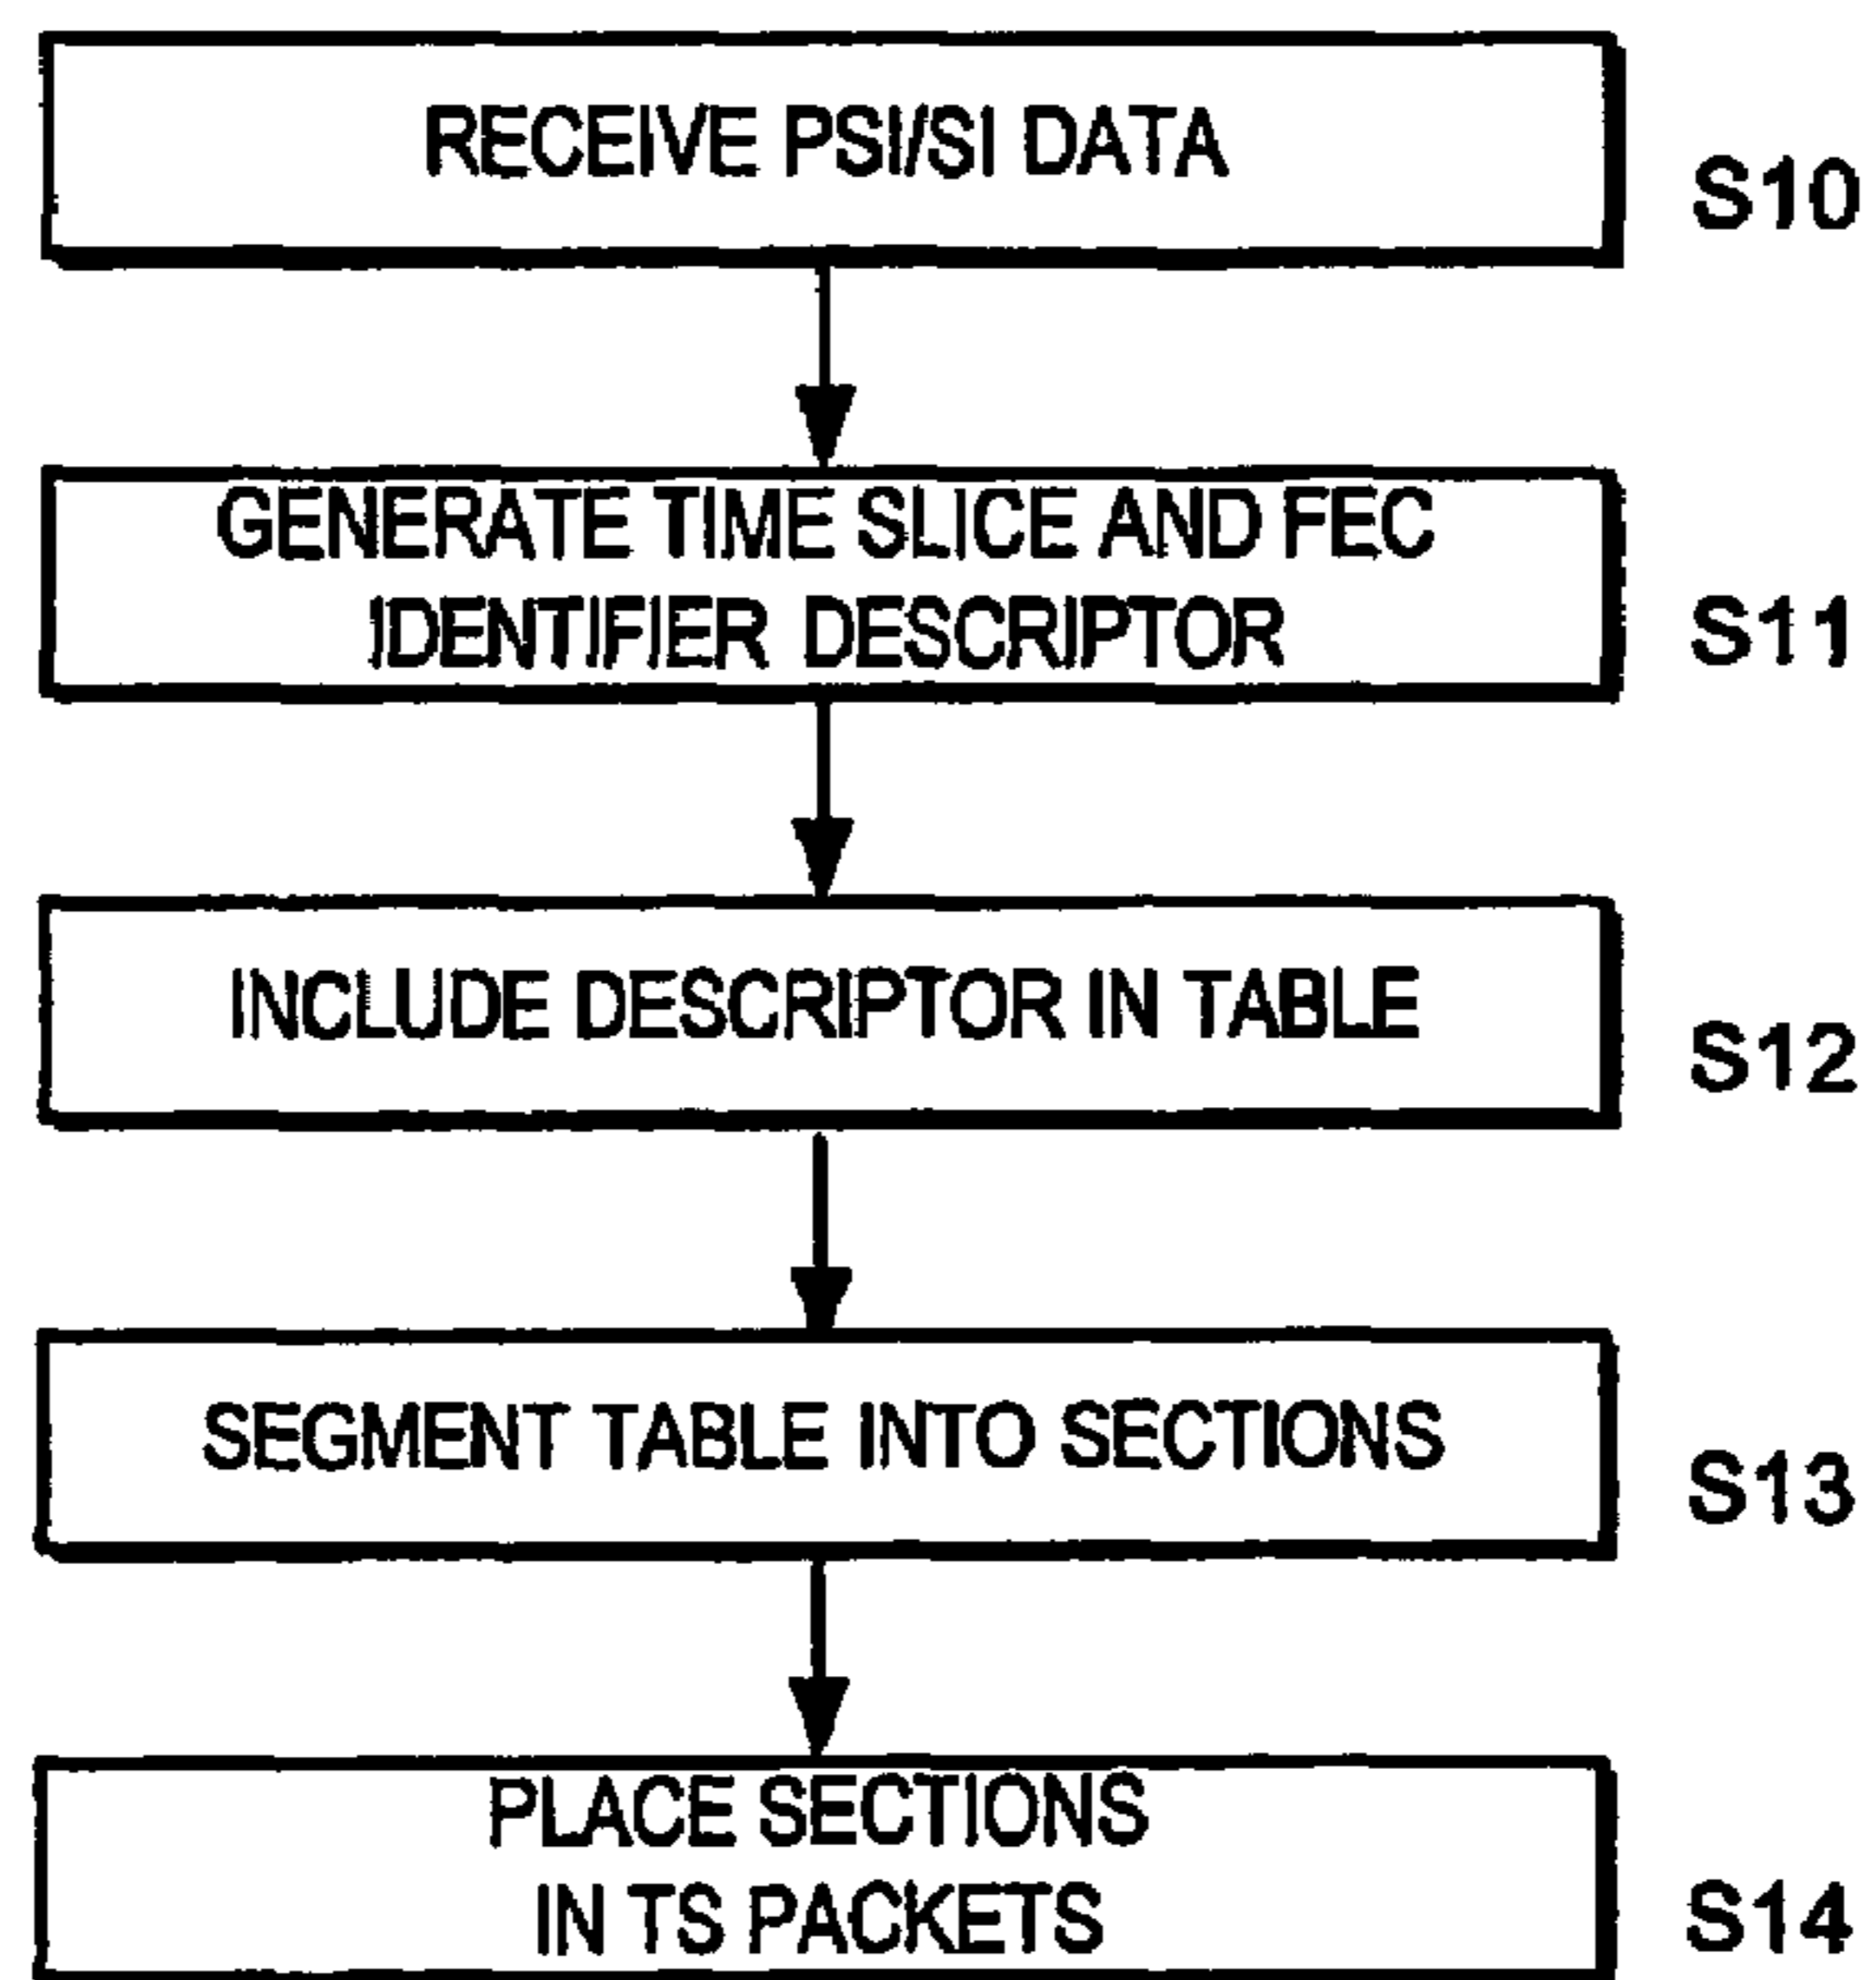 RECEIVE PSI/SI DATA
S10
GENERATE TIME SLICE AND FEC
IDENTIFIER DESCRIPTOR
S11
INCLUDE DESCRIPTOR IN TABLE
S12
SEGMENT TABLE INTO SECTIONS
S13
PLACE SECTIONS
IN TS PACKETS
S14